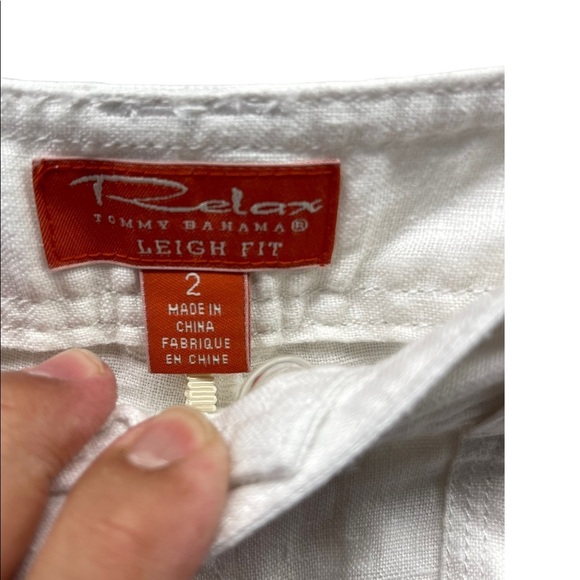 Relax
TOMMY BAHAMA®
LEIGH FIT
2
MADE IN
CHINA
FABRIQUE
EN CHINE